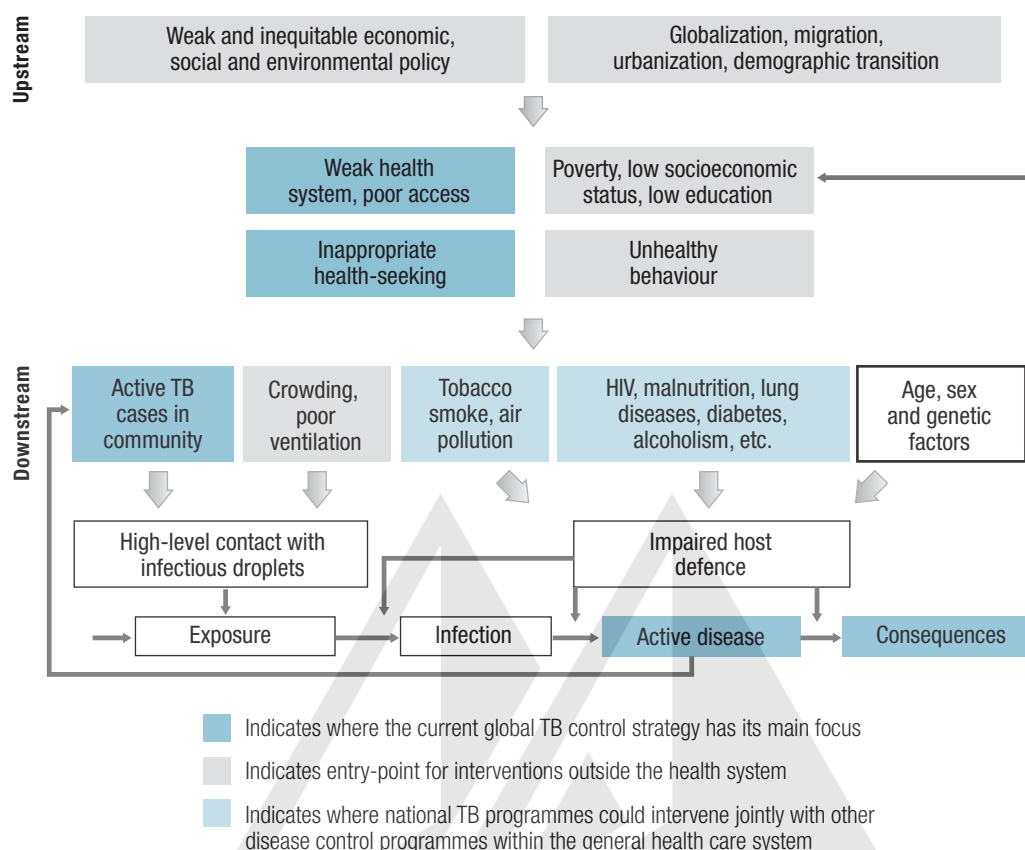 Upstream
Weak and inequitable economic,
social and environmental policy
Globalization, migration,
urbanization, demographic transition
Weak health
system, poor access
Poverty, low socioeconomic
status, low education
Inappropriate
health-seeking
Unhealthy
behaviour
Downstream
Active TB
cases in
community
Crowding,
poor
ventilation
Tobacco
smoke, air
pollution
HIV, malnutrition, lung
diseases, diabetes,
alcoholism, etc.
Age, sex
and genetic
factors
High-level contact with
infectious droplets
Impaired host
defence
Exposure
Infection
Active disease
Consequences
Indicates where the current global TB control strategy has its main focus
Indicates entry-point for interventions outside the health system
Indicates where national TB programmes could intervene jointly with other
disease control programmes within the general health care system